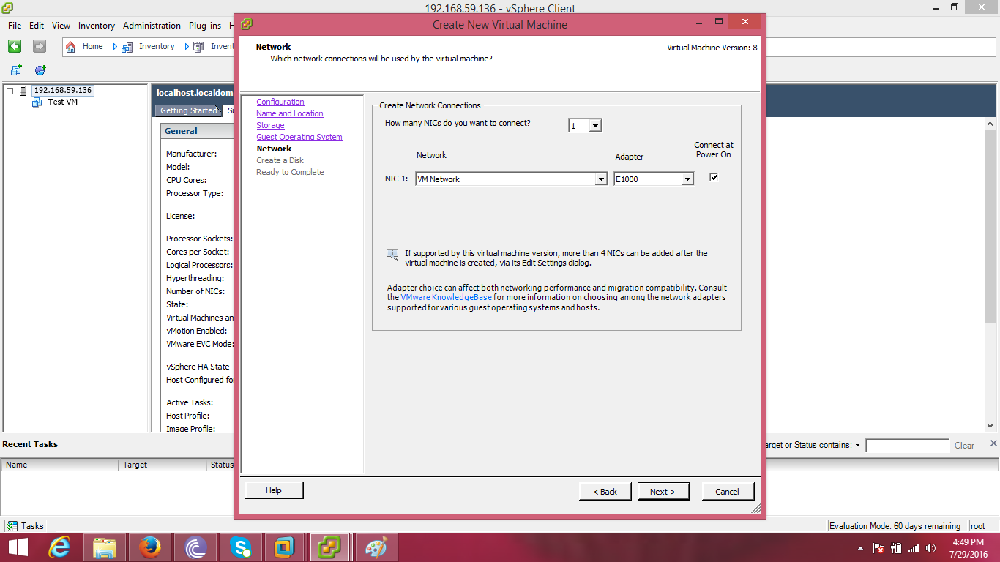 192.168.59.136 - vSphere Client
File Edit View Inventory Administration Plug-ins H
Home Inventory Invent
192.168.59.136
Test VM
localhost.localdom
Getting Started
General
Manufacturer:
Model:
CPU Cores:
Processor Type:
License:
Processor Sockets:
Cores per Socket:
Logical Processors:
Hyperthreading:
Number of NICs:
State:
Virtual Machines an
vMotion Enabled:
VMware EVC Mode:
vSphere HA State
Host Configured fo
Active Tasks:
Host Profile:
Image Profile:
Create New Virtual Machine
Network
Which network connections will be used by the virtual machine?
Virtual Machine Version: 8
Configuration
Name and Location
Storage
Guest Operating System
Network
Create a Disk
Ready to Complete
Create Network Connections
How many NICs do you want to connect? 1
Network
Adapter
Connect at
Power On
NIC 1: VM Network E1000
If supported by this virtual machine version, more than 4 NICs can be added after the
virtual machine is created, via its Edit Settings dialog.
Adapter choice can affect both networking performance and migration compatibility. Consult
the VMware KnowledgeBase for more information on choosing among the network adapters
supported for various guest operating systems and hosts.
Help < Back Next > Cancel
Recent Tasks
arget or Status contains: Clear
Name Target Status
Tasks
Evaluation Mode: 60 days remaining root
4:49 PM
7/29/2016